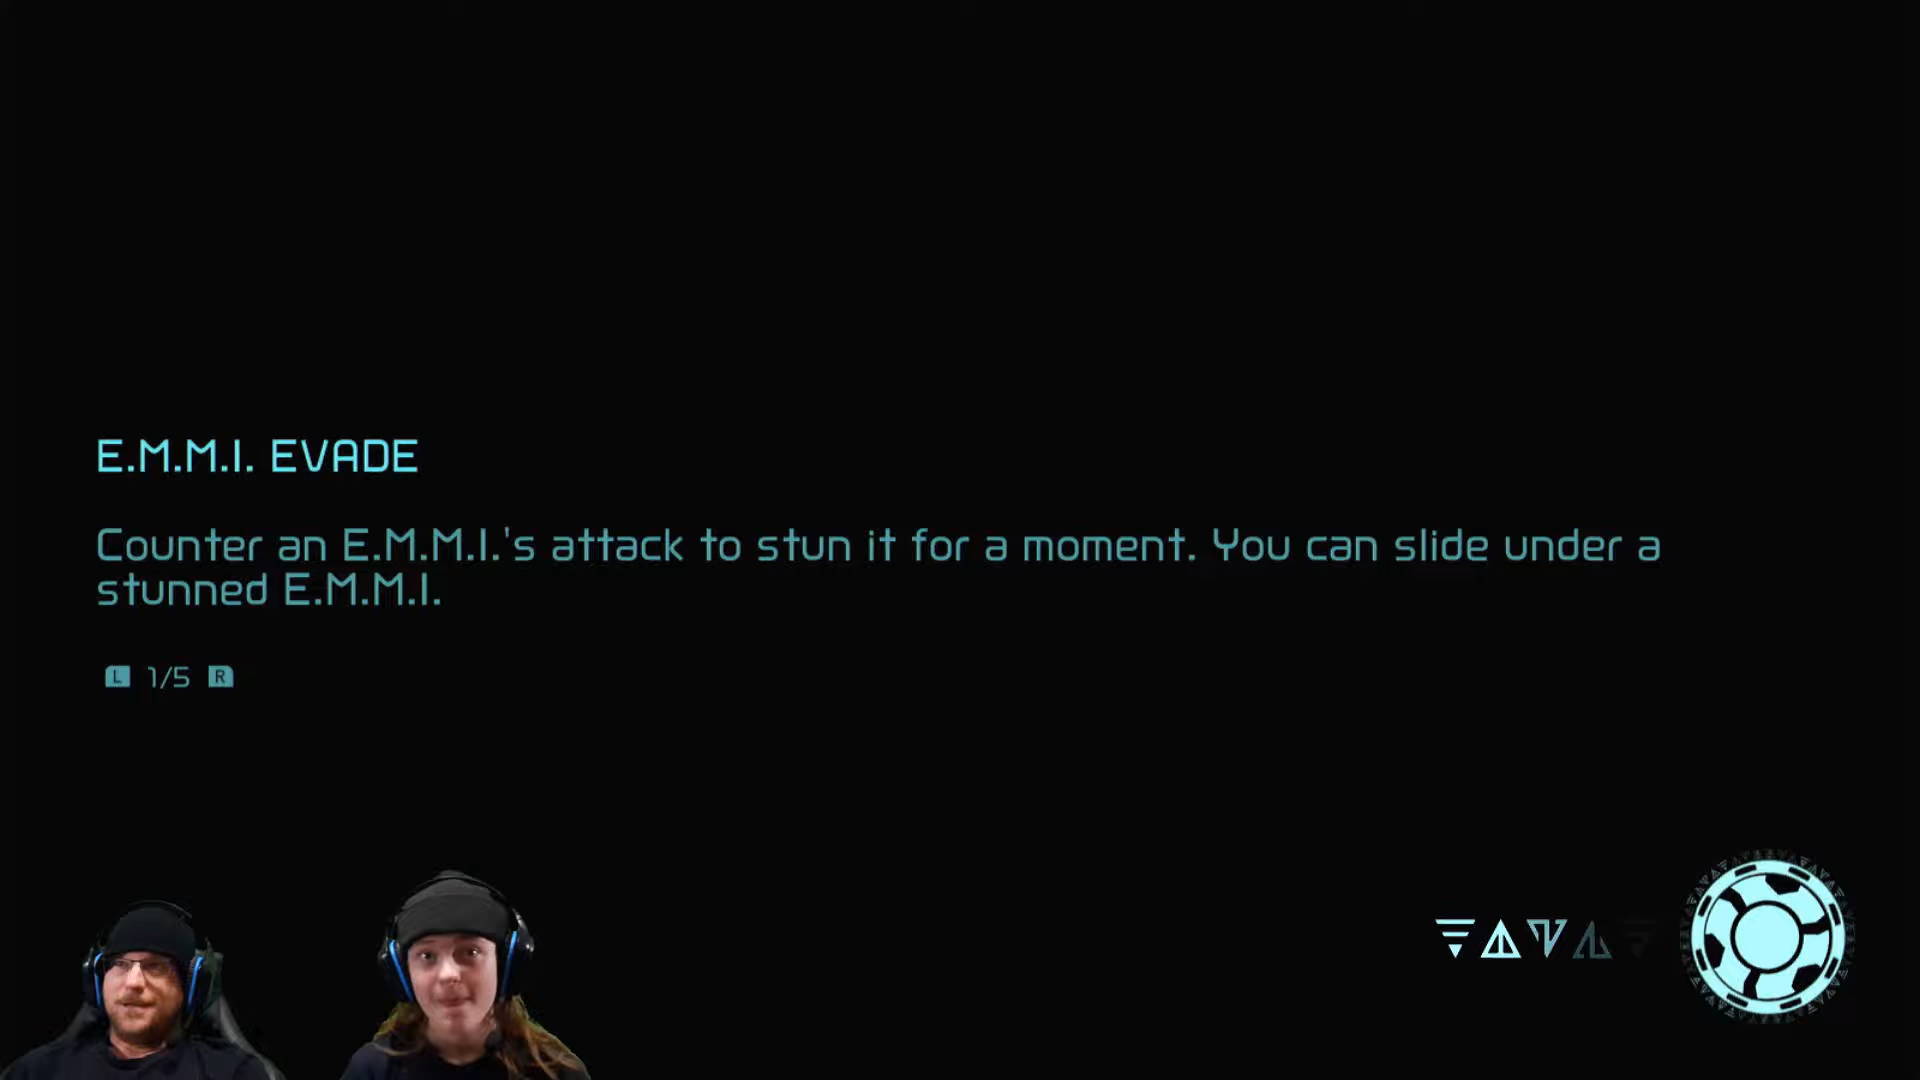 E.M.M.I. EVADE
Counter an E.M.M.I.'s attack to stun it for a moment. You can slide under a
stunned E.M.M.I.
L 1/5 R